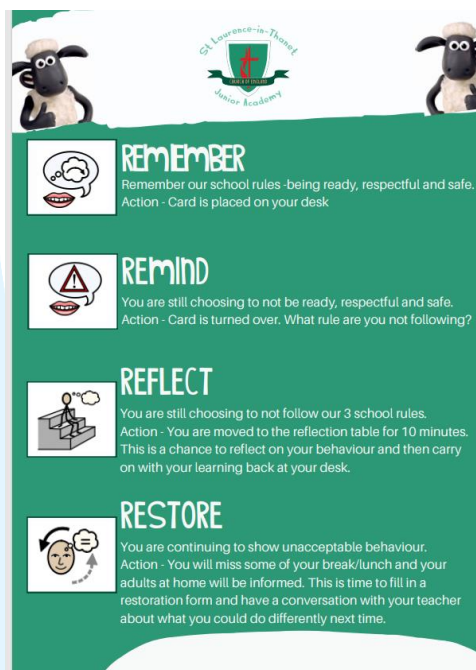 St Laurence-in-Thanet
CHURCH OF ENGLAND
Junior Academy
REMEMBER
Remember our school rules -being ready, respectful and safe.
Action - Card is placed on your desk
REMIND
You are still choosing to not be ready, respectful and safe.
Action - Card is turned over. What rule are you not following?
REFLECT
You are still choosing to not follow our 3 school rules.
Action - You are moved to the reflection table for 10 minutes.
This is a chance to reflect on your behaviour and then carry
on with your learning back at your desk.
RESTORE
You are continuing to show unacceptable behaviour.
Action - You will miss some of your break/lunch and your
adults at home will be informed. This is time to fill in a
restoration form and have a conversation with your teacher
about what you could do differently next time.